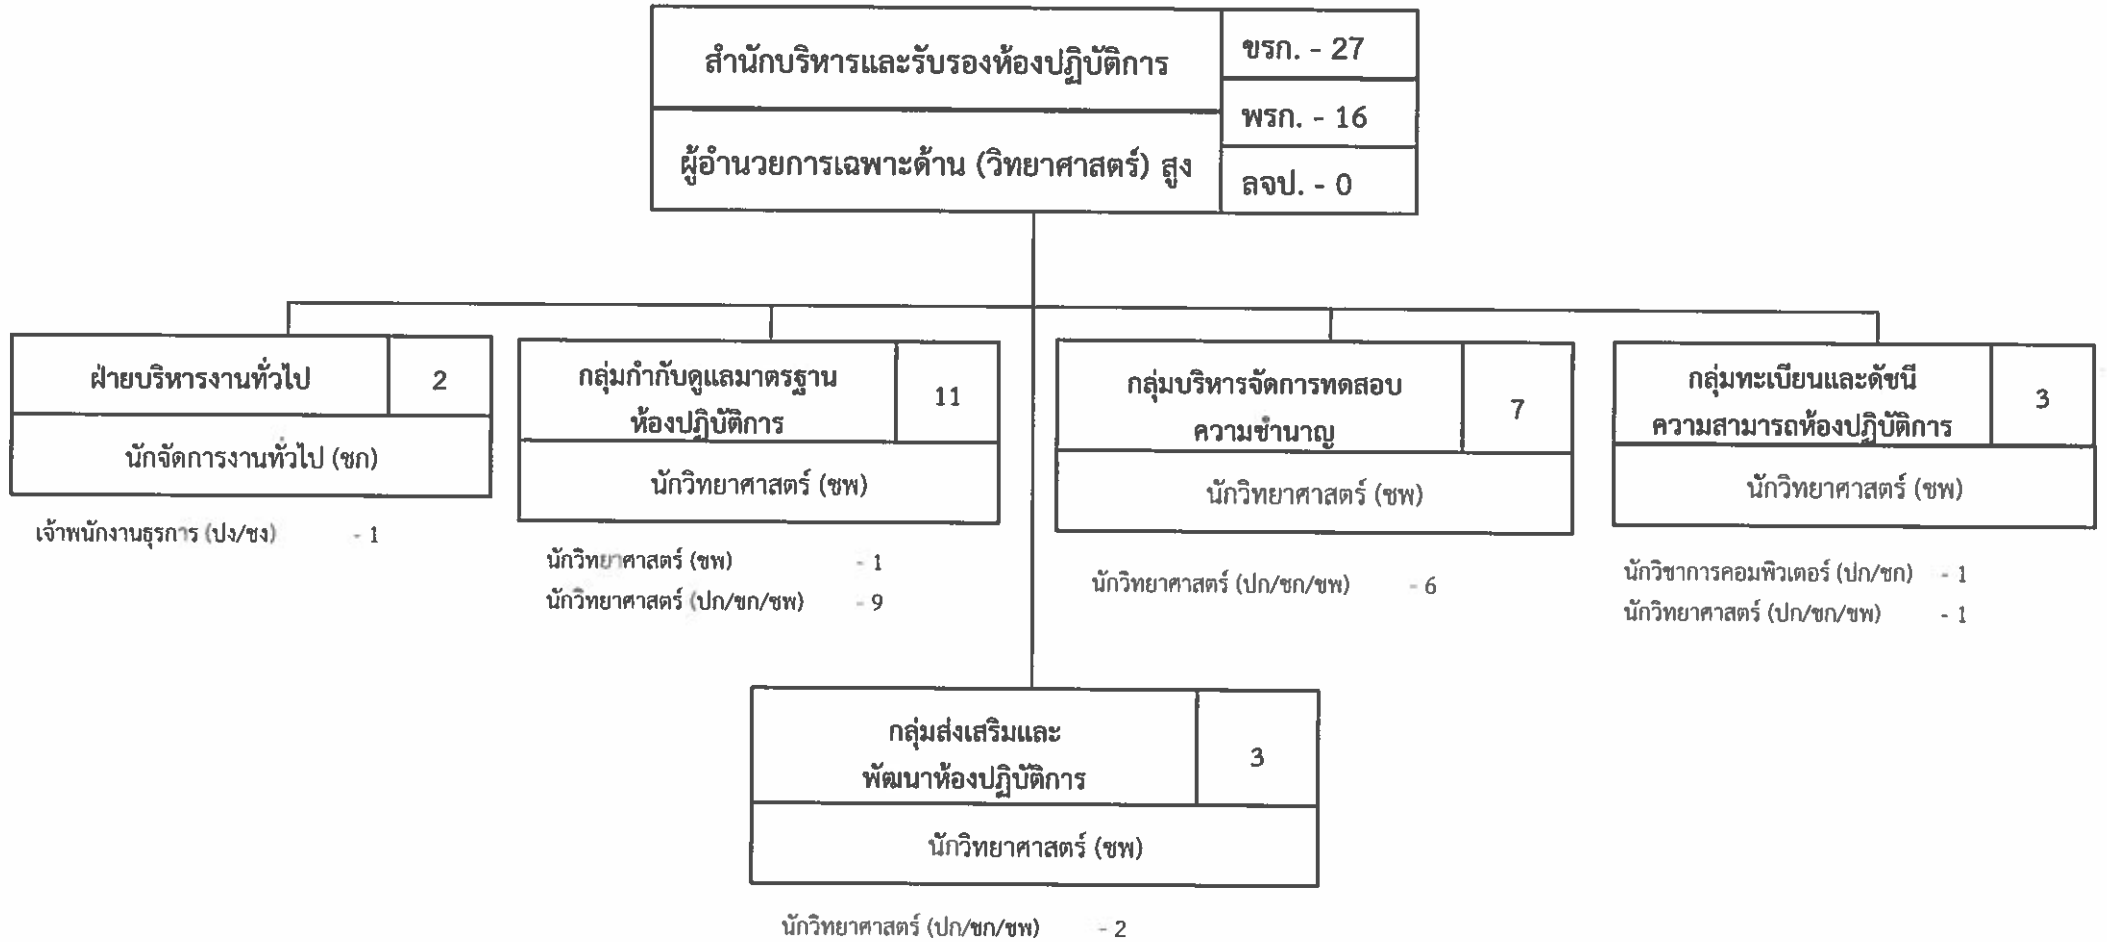 สำนักบริหารและรับรองห้องปฏิบัติการ
ผู้อำนวยการเฉพาะด้าน (วิทยาศาสตร์) สูง
ขรก. - 27
พรก. - 16
ลจป. - 0
ฝ่ายบริหารงานทั่วไป 2
นักจัดการงานทั่วไป (ชก)
เจ้าพนักงานธุรการ (ปง/ชง) - 1
กลุ่มกำกับดูแลมาตรฐาน
ห้องปฏิบัติการ
11
นักวิทยาศาสตร์ (ชพ)
นักวิทยาศาสตร์ (ชพ) - 1
นักวิทยาศาสตร์ (ปก/ชก/ชพ) - 9
กลุ่มบริหารจัดการทดสอบ
ความชำนาญ
7
นักวิทยาศาสตร์ (ชพ)
นักวิทยาศาสตร์ (ปก/ชก/ชพ) - 6
กลุ่มทะเบียนและดัชนี
ความสามารถห้องปฏิบัติการ
3
นักวิทยาศาสตร์ (ชพ)
นักวิชาการคอมพิวเตอร์ (ปก/ชก) - 1
นักวิทยาศาสตร์ (ปก/ชก/ชพ) - 1
กลุ่มส่งเสริมและ
พัฒนาห้องปฏิบัติการ
3
นักวิทยาศาสตร์ (ชพ)
นักวิทยาศาสตร์ (ปก/ชก/ชพ) - 2